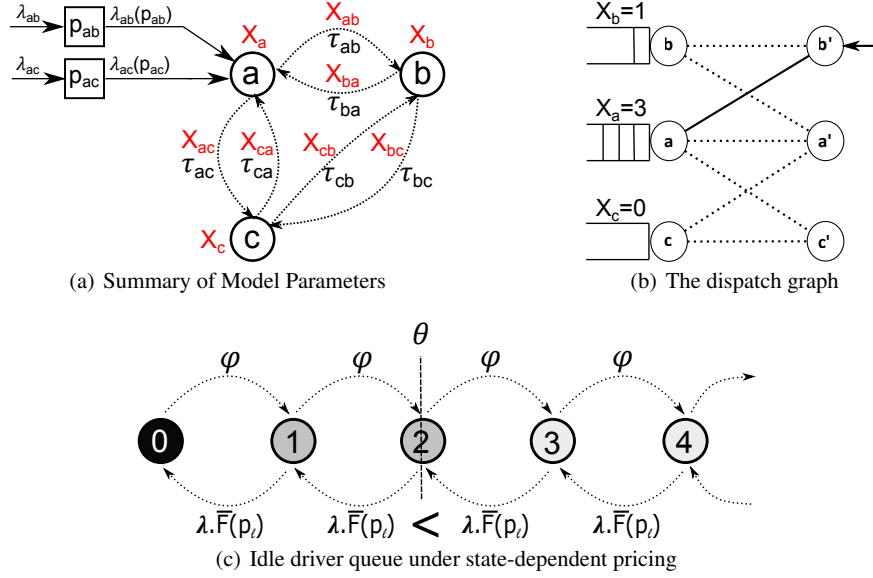 λab pab λab(pab)
λac pac λac(pac)
Xa
a
Xab
τab
Xb
b
Xba
τba
Xac
τac
Xca
τca
Xcb
τcb
Xbc
τbc
Xc
c
(a) Summary of Model Parameters
Xb=1
b b'
Xa=3
a a'
Xc=0
c c'
(b) The dispatch graph
θ
φ φ φ φ
0 1 2 3 4
λ.F̅(pℓ) λ.F̅(pℓ) < λ.F̅(pℓ) λ.F̅(pℓ)
(c) Idle driver queue under state-dependent pricing